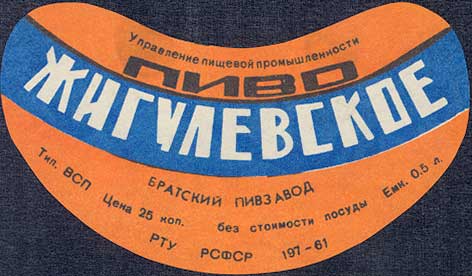 Управление пищевой промышленности
ПИВО
ЖИГУЛЕВСКОЕ
БРАТСКИЙ ПИВЗАВОД
Тип. ВСП Цена 25 коп. без стоимости посуды Емк. 0,5 л.
РТУ РСФСР 197-61